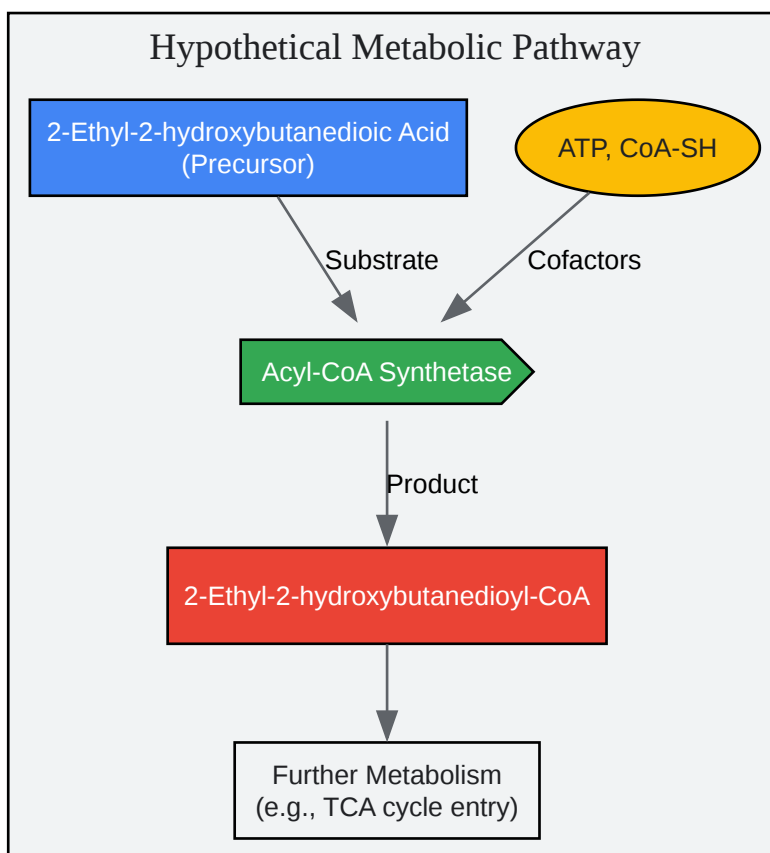 Hypothetical Metabolic Pathway
2-Ethyl-2-hydroxybutanedioic Acid
(Precursor)
ATP, CoA-SH
Substrate
Cofactors
Acyl-CoA Synthetase
Product
2-Ethyl-2-hydroxybutanedioyl-CoA
Further Metabolism
(e.g., TCA cycle entry)